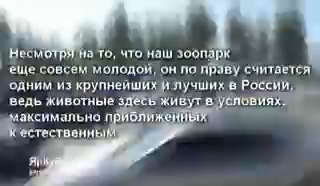 Несмотря на то, что наш зоопарк
еще совсем молодой, он по праву считается
одним из крупнейших и лучших в России,
ведь животные здесь живут в условиях,
максимально приближенных
к естественным